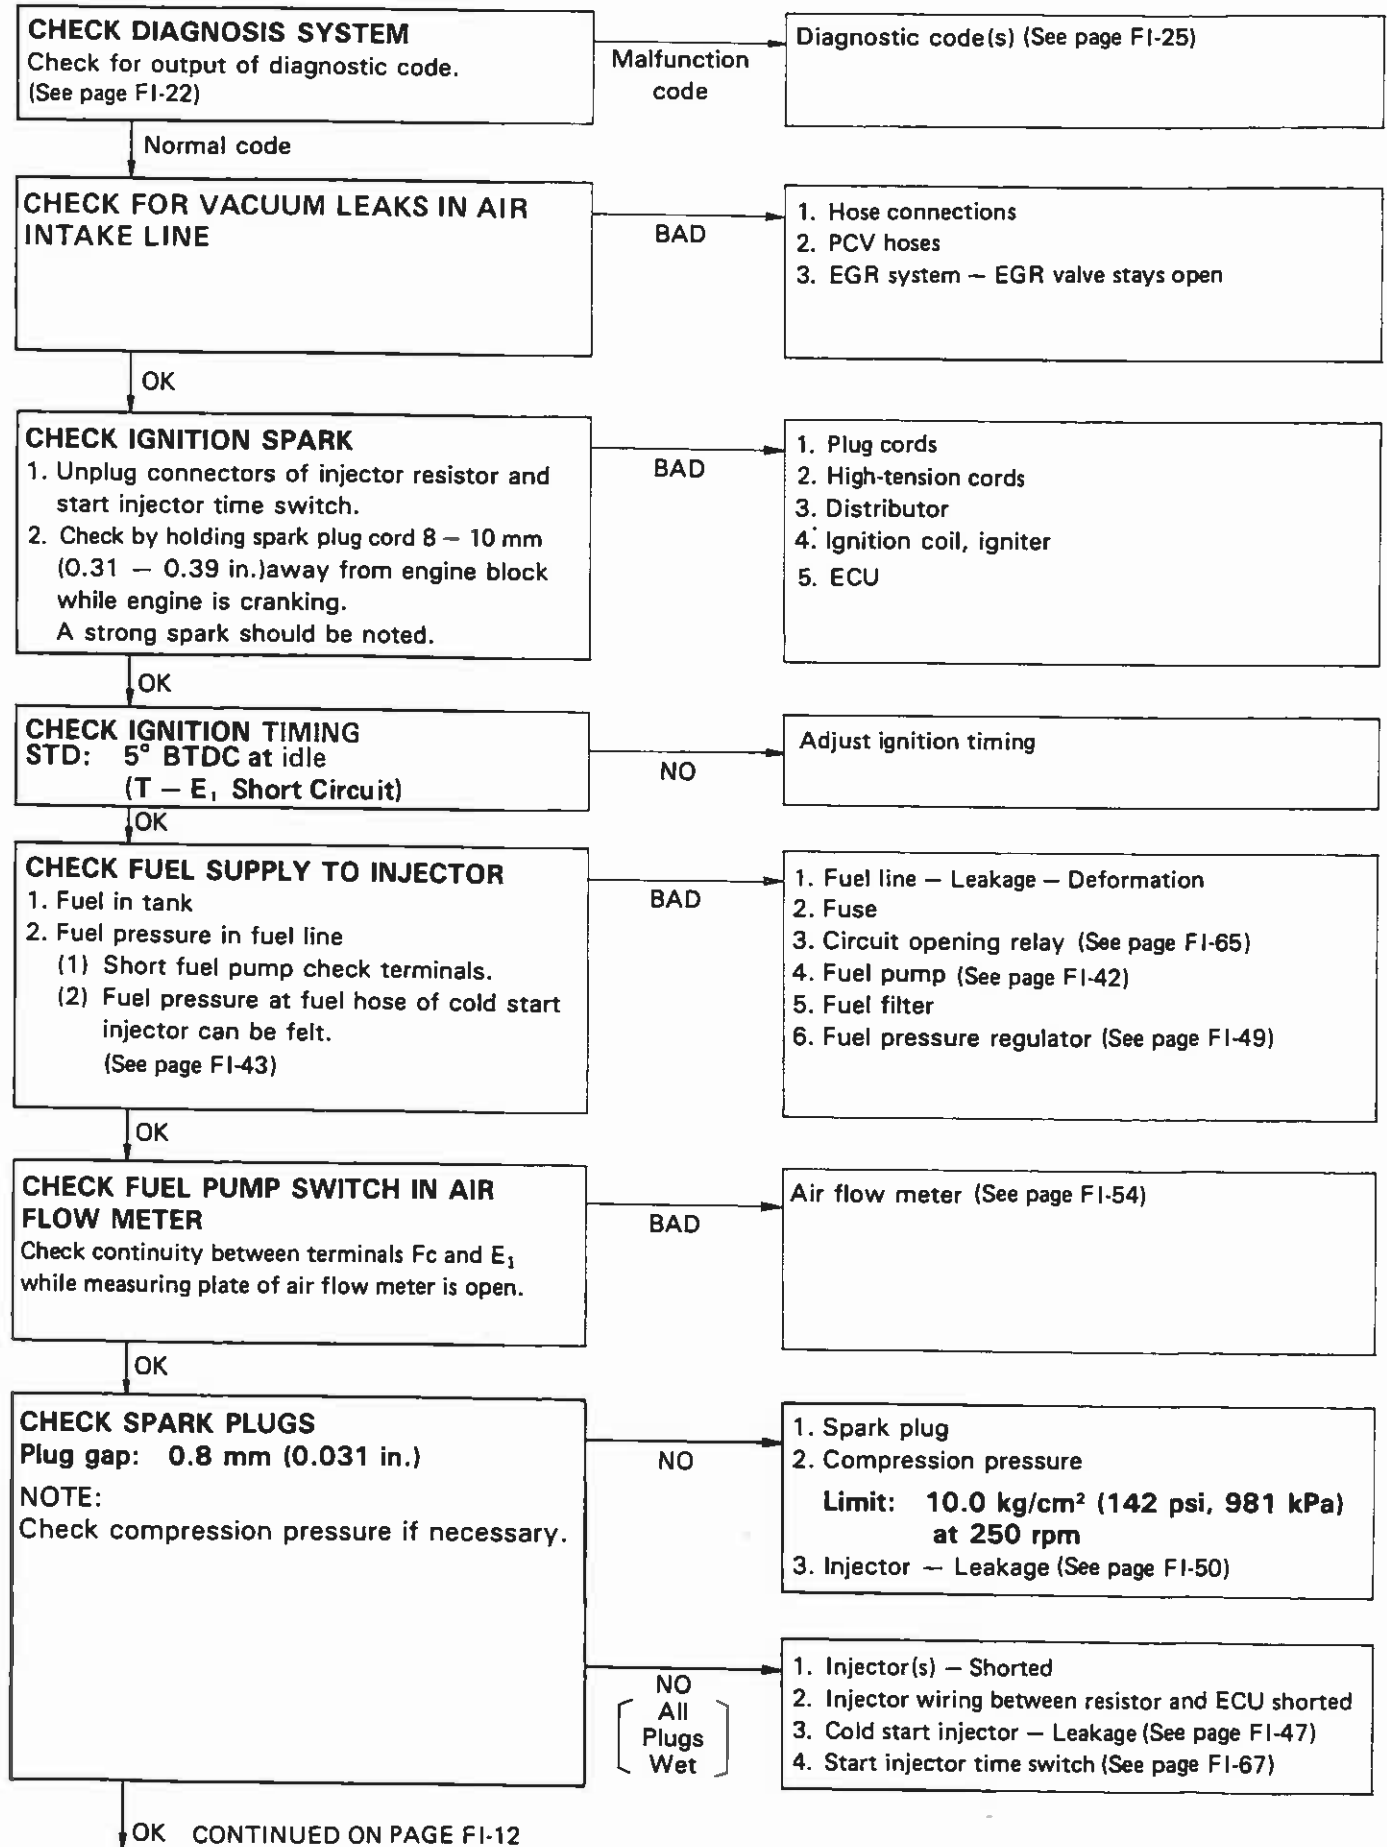 CHECK DIAGNOSIS SYSTEM
Check for output of diagnostic code.
(See page FI-22)
Malfunction
code
Diagnostic code(s) (See page FI-25)
Normal code
CHECK FOR VACUUM LEAKS IN AIR
INTAKE LINE
BAD
1. Hose connections
2. PCV hoses
3. EGR system – EGR valve stays open
OK
CHECK IGNITION SPARK
1. Unplug connectors of injector resistor and
start injector time switch.
2. Check by holding spark plug cord 8 – 10 mm
(0.31 – 0.39 in.)away from engine block
while engine is cranking.
A strong spark should be noted.
BAD
1. Plug cords
2. High-tension cords
3. Distributor
4. Ignition coil, igniter
5. ECU
OK
CHECK IGNITION TIMING
STD: 5° BTDC at idle
(T – E₁ Short Circuit)
NO
Adjust ignition timing
OK
CHECK FUEL SUPPLY TO INJECTOR
1. Fuel in tank
2. Fuel pressure in fuel line
(1) Short fuel pump check terminals.
(2) Fuel pressure at fuel hose of cold start
injector can be felt.
(See page FI-43)
BAD
1. Fuel line – Leakage – Deformation
2. Fuse
3. Circuit opening relay (See page FI-65)
4. Fuel pump (See page FI-42)
5. Fuel filter
6. Fuel pressure regulator (See page FI-49)
OK
CHECK FUEL PUMP SWITCH IN AIR
FLOW METER
Check continuity between terminals Fc and E₁
while measuring plate of air flow meter is open.
BAD
Air flow meter (See page FI-54)
OK
CHECK SPARK PLUGS
Plug gap: 0.8 mm (0.031 in.)
NOTE:
Check compression pressure if necessary.
NO
1. Spark plug
2. Compression pressure
Limit: 10.0 kg/cm² (142 psi, 981 kPa)
at 250 rpm
3. Injector – Leakage (See page FI-50)
NO
All
Plugs
Wet
1. Injector(s) – Shorted
2. Injector wiring between resistor and ECU shorted
3. Cold start injector – Leakage (See page FI-47)
4. Start injector time switch (See page FI-67)
OK CONTINUED ON PAGE FI-12